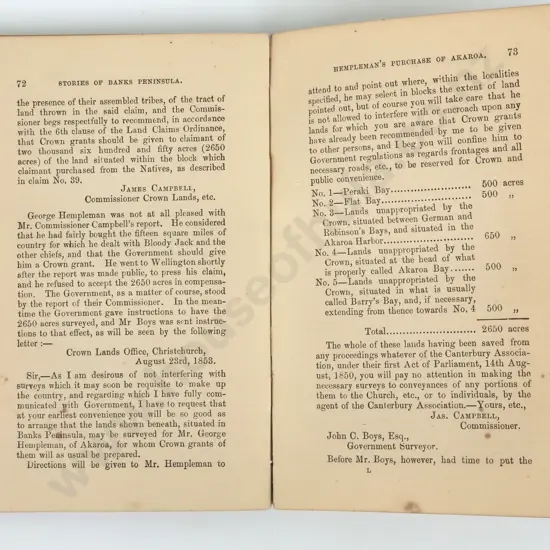 72 STORIES OF BANKS PENINSULA.
the presence of their assembled tribes, of the tract of
land thrown in the said claim, and the Commis-
sioner begs respectfully to recommend, in accordance
with the 6th clause of the Land Claims Ordinance,
that Crown grants should be given to claimant of
two thousand six hundred and fifty acres (2650
acres) of the land situated within the block which
claimant purchased from the Natives, as described
in claim No. 39.
JAMES CAMPBELL,
Commissioner Crown Lands, etc.
George Hempleman was not at all pleased with
Mr. Commissioner Campbell's report. He considered
that he had fairly bought the fifteen square miles of
country for which he dealt with Bloody Jack and the
other chiefs, and that the Government should give
him a Crown grant. He went to Wellington shortly
after the report was made public, to press his claim,
and he refused to accept the 2650 acres in compensa-
tion. The Government, as a matter of course, stood
by the report of their Commissioner. In the mean-
time the Government gave instructions to have the
2650 acres surveyed, and Mr Boys was sent instruc-
tions to that effect, as will be seen by the following
letter :—
Crown Lands Office, Christchurch,
August 23rd, 1853.
Sir,—As I am desirous of not interfering with
surveys which it may soon be requisite to make up
the country, and regarding which I have fully com-
municated with Government, I have to request that
at your earliest convenience you will be so good as
to arrange that the lands shown beneath, situated in
Banks Peninsula, may be surveyed for Mr. George
Hempleman, of Akaroa, for whom Crown grants of
them will as usual be prepared.
Directions will be given to Mr. Hempleman to
HEMPLEMAN'S PURCHASE OF AKAROA. 73
attend to and point out where, within the localities
specified, he may select in blocks the extent of land
pointed out, but of course you will take care that he
is not allowed to interfere with or encroach upon any
lands for which you are aware that Crown grants
have already been recommended by me to be given
to other persons, and I beg you will confine him to
Government regulations as regards frontages and all
necessary roads, etc., to be reserved for Crown and
public convenience.
No. 1—Peraki Bay........................ 500 acres
No. 2—Flat Bay........................... 500 „
No. 3—Lands unappropriated by the
Crown, situated between German and
Robinson's Bays, and situated in the
Akaroa Harbor........................... 650 „
No. 4—Lands unappropriated by the
Crown, situated at the head of what
is properly called Akaroa Bay....... 500 „
No. 5—Lands unappropriated by the
Crown, situated in what is usually
called Barry's Bay, and, if necessary,
extending from thence towards No. 4 500 „
Total........................... 2650 acres
The whole of these lands having been saved from
any proceedings whatever of the Canterbury Associa-
tion, under their first Act of Parliament, 14th Aug-
ust, 1850, you will pay no attention in making the
necessary surveys to conveyances of any portions of
them to the Church, etc., or to individuals, by the
agent of the Canterbury Association.—Yours, etc.,
JAS. CAMPBELL,
Commissioner.
John C. Boys, Esq.,
Government Surveyor.
Before Mr. Boys, however, had time to put the
L